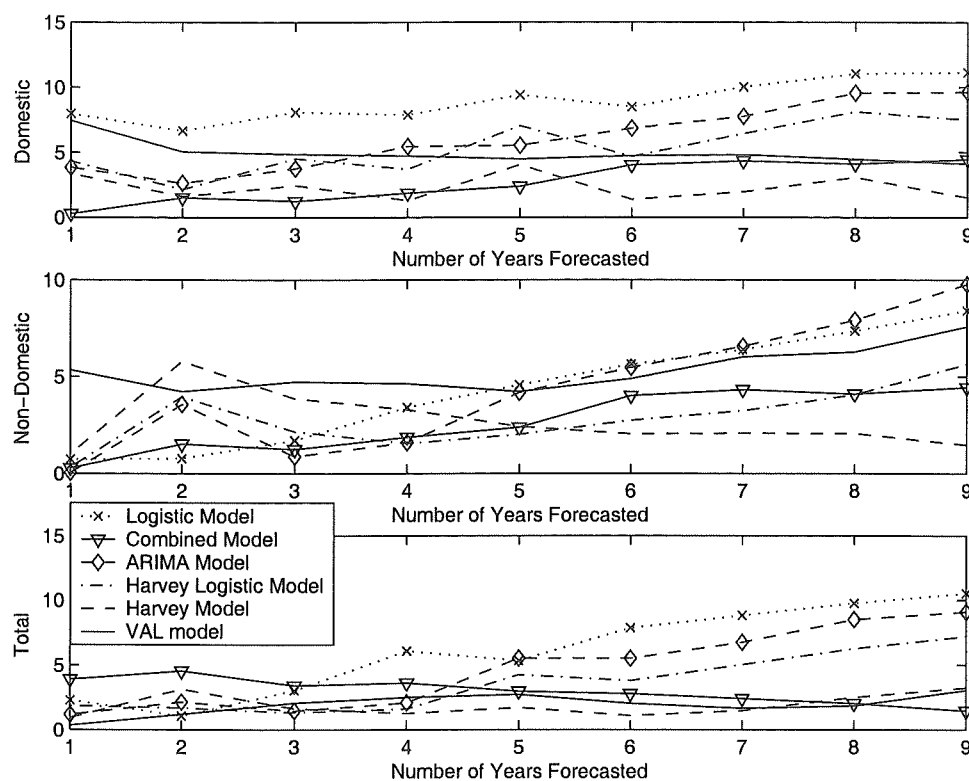 15
10
5
0
Domestic
1 2 3 4 5 6 7 8 9
Number of Years Forecasted
10
5
0
Non-Domestic
1 2 3 4 5 6 7 8 9
Number of Years Forecasted
Logistic Model
Combined Model
ARIMA Model
Harvey Logistic Model
Harvey Model
VAL model
15
10
5
0
Total
1 2 3 4 5 6 7 8 9
Number of Years Forecasted